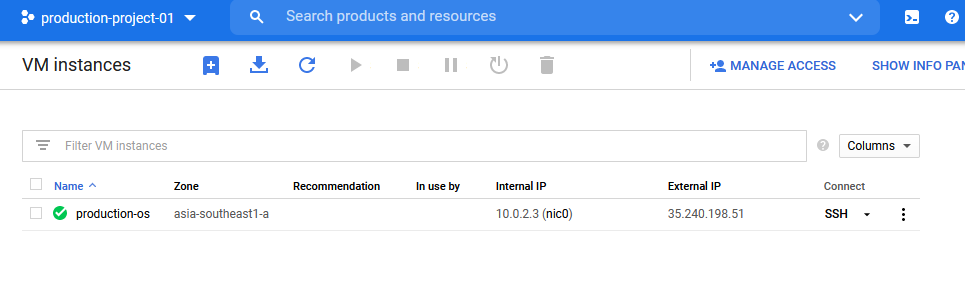 production-project-01 Search products and resources
VM instances MANAGE ACCESS SHOW INFO PAN
Filter VM instances Columns
Name Zone Recommendation In use by Internal IP External IP Connect
production-os asia-southeast1-a 10.0.2.3 (nic0) 35.240.198.51 SSH